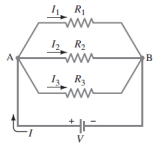 I₁ R₁
I₂ R₂
A B
I₃ R₃
I + −
V